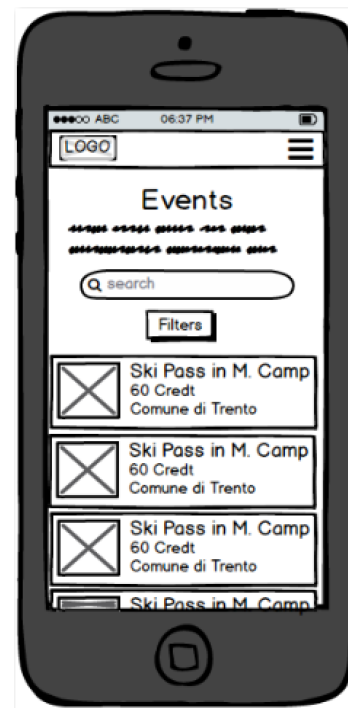 ABC 06:37 PM
LOGO
Events
search
Filters
Ski Pass in M. Camp
60 Credt
Comune di Trento
Ski Pass in M. Camp
60 Credt
Comune di Trento
Ski Pass in M. Camp
60 Credt
Comune di Trento
Ski Pass in M. Camp